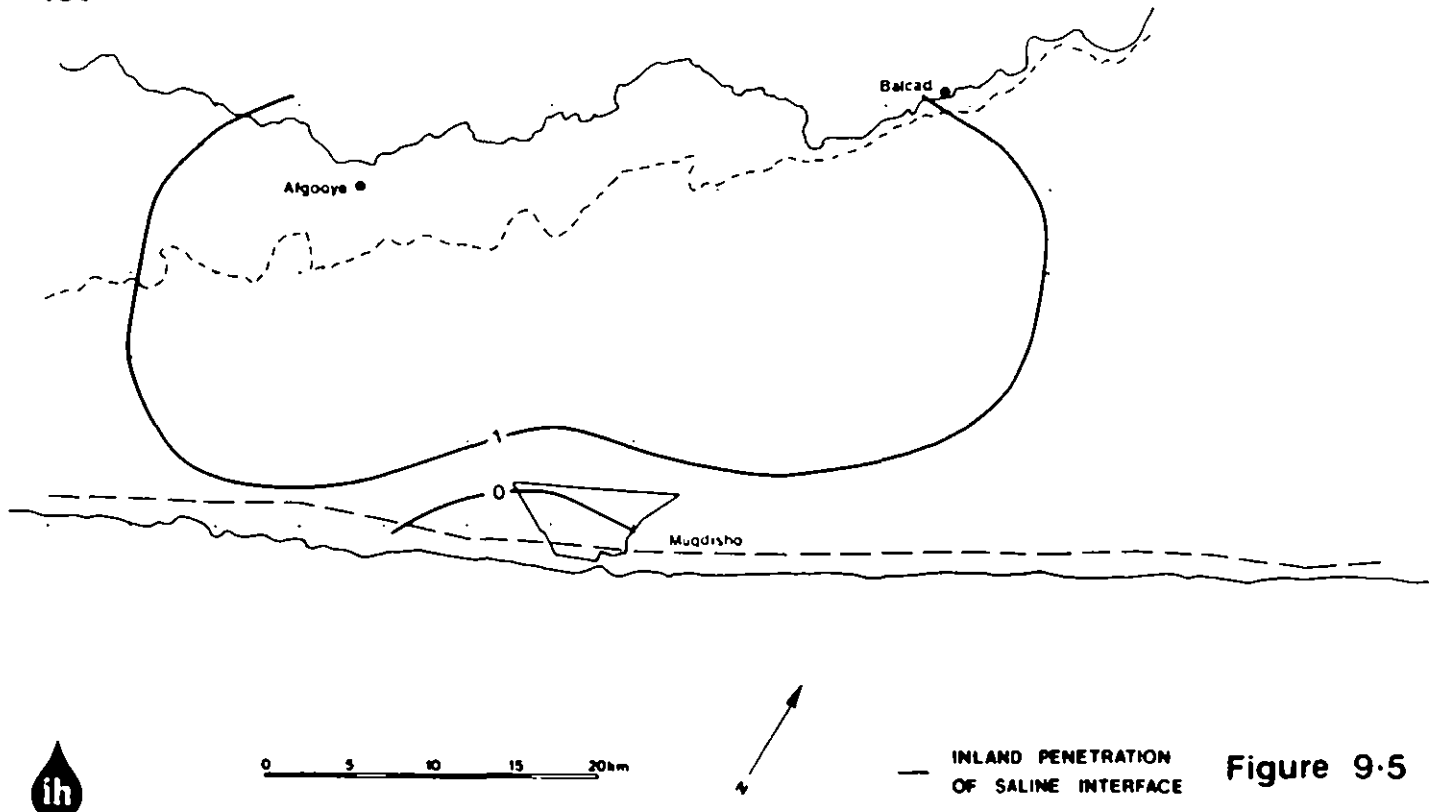 Balcad
Afgooye
1
0
Muqdisho
0 5 10 15 20km
N
INLAND PENETRATION
OF SALINE INTERFACE
Figure 9·5
ih